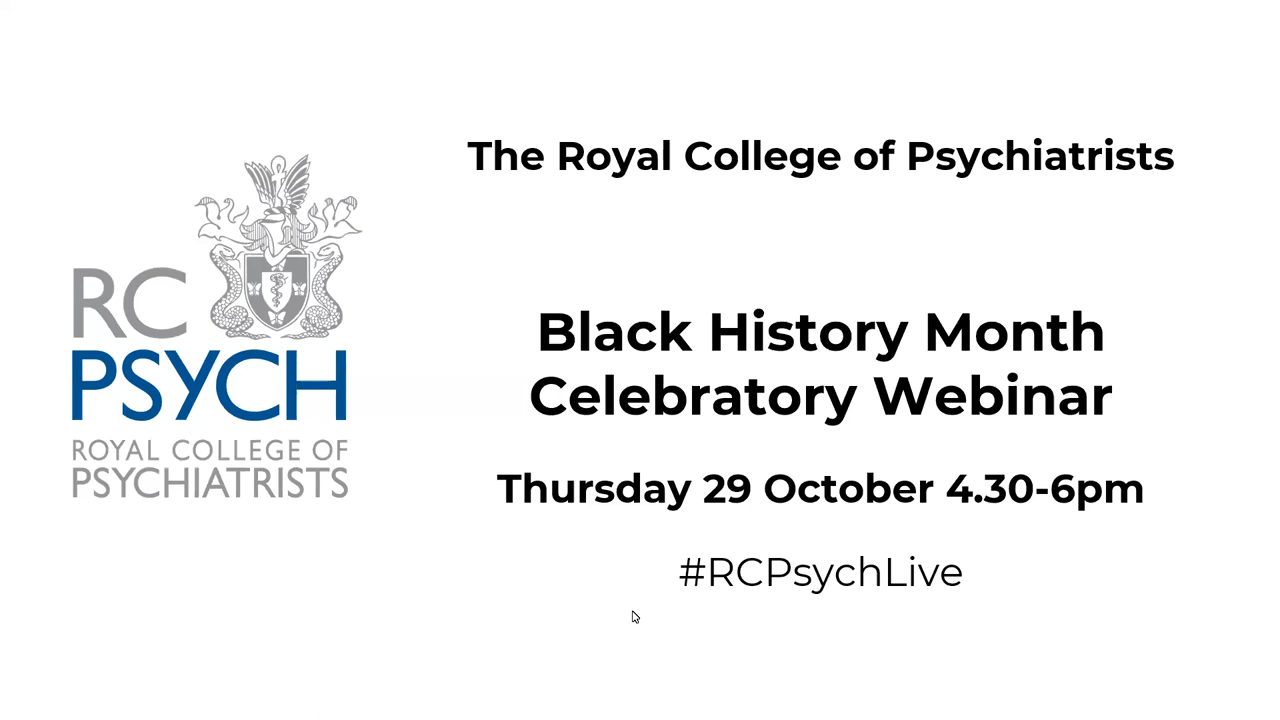 The Royal College of Psychiatrists
RC
PSYCH
ROYAL COLLEGE OF
PSYCHIATRISTS
Black History Month
Celebratory Webinar
Thursday 29 October 4.30-6pm
#RCPsychLive